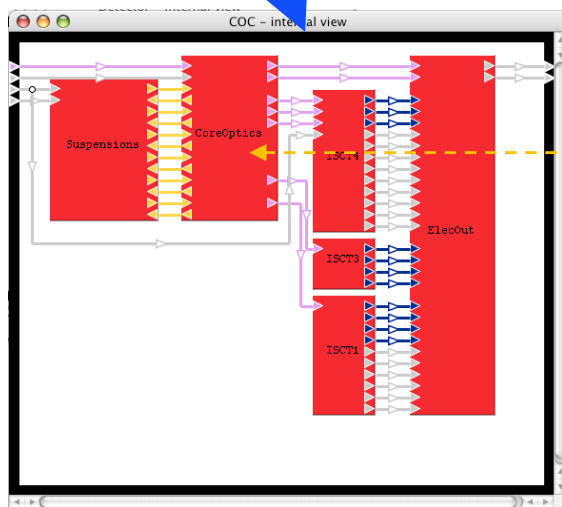 COC - internal view
Suspensions
CoreOptics
ISCT4
ElecOut
ISCT3
ISCT1